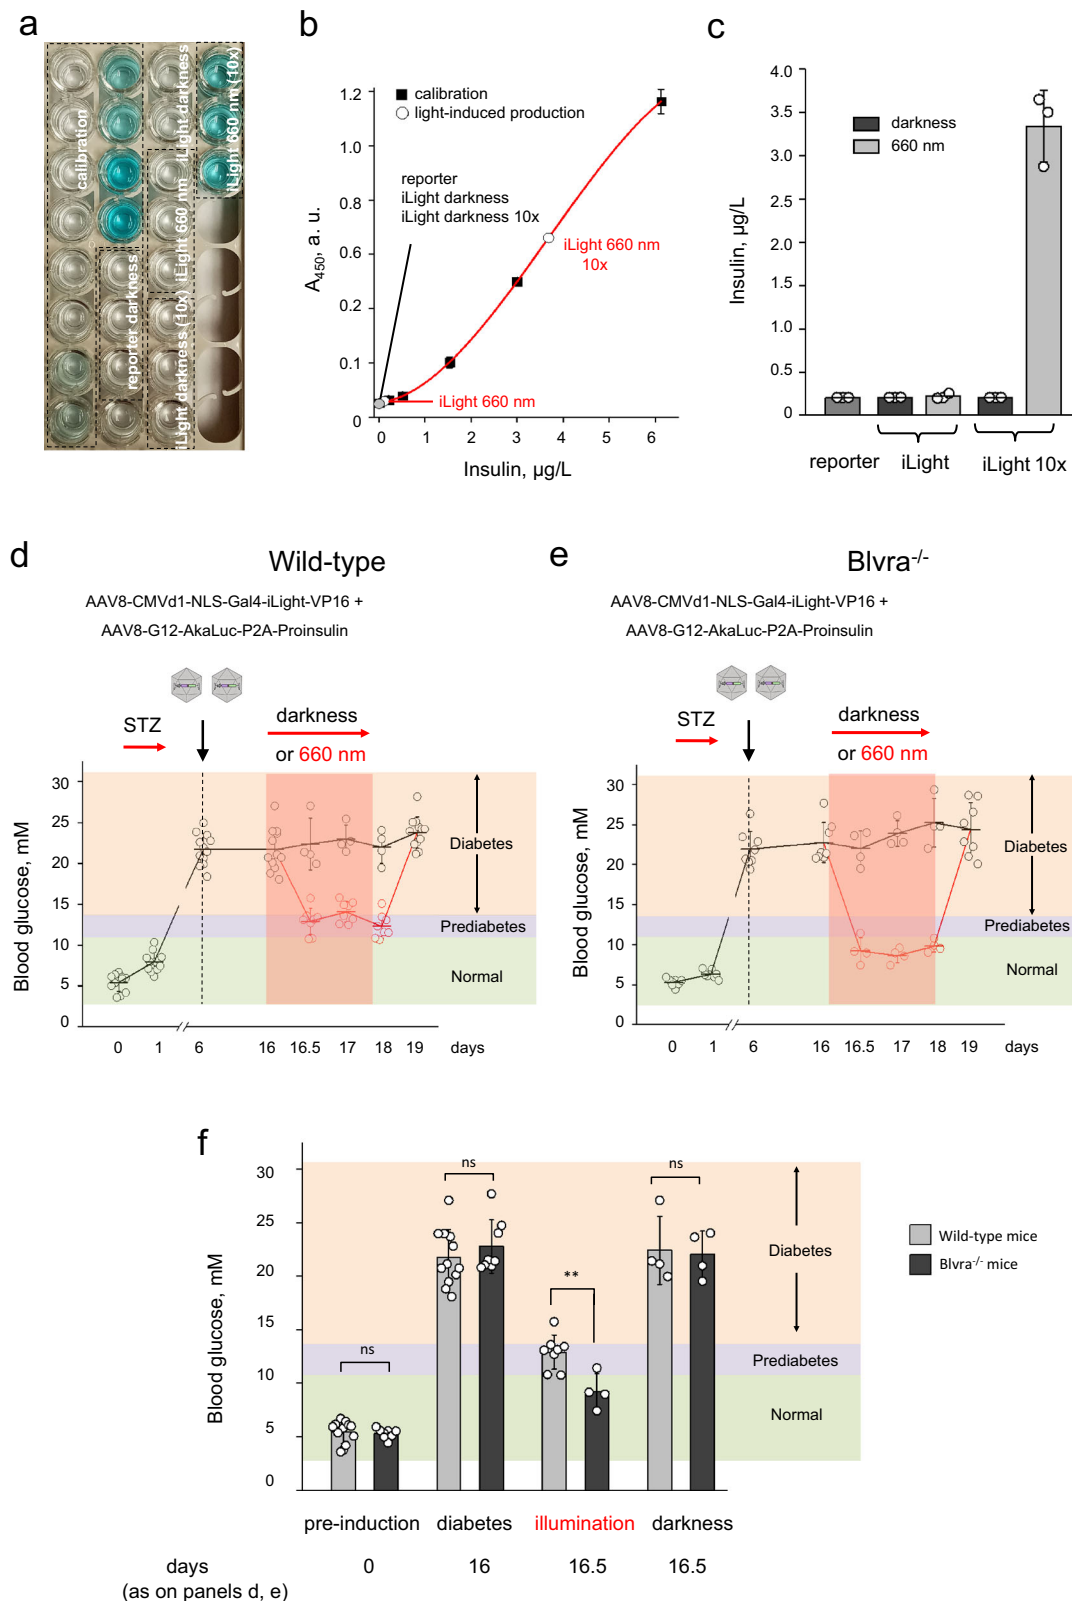 a
calibration
reporter darkness
iLight darkness
iLight 660 nm
iLight darkness (10x)
iLight 660 nm (10x)
b
1.2
1.0
0.8
0.6
0.2
0.1
0
A450, a. u.
calibration
light-induced production
reporter
iLight darkness
iLight darkness 10x
iLight 660 nm
10x
iLight 660 nm
0 1 2 3 4 5 6
Insulin, µg/L
c
4.0
3.5
3.0
2.5
2.0
1.5
1.0
0.5
0
Insulin, µg/L
darkness
660 nm
reporter iLight iLight 10x
d
Wild-type
AAV8-CMVd1-NLS-Gal4-iLight-VP16 +
AAV8-G12-AkaLuc-P2A-Proinsulin
STZ
darkness
or 660 nm
30
25
20
15
10
5
0
Blood glucose, mM
Diabetes
Prediabetes
Normal
0 1 6 16 16.5 17 18 19 days
e
Blvra-/-
AAV8-CMVd1-NLS-Gal4-iLight-VP16 +
AAV8-G12-AkaLuc-P2A-Proinsulin
STZ
darkness
or 660 nm
30
25
20
15
10
5
0
Blood glucose, mM
Diabetes
Prediabetes
Normal
0 1 6 16 16.5 17 18 19 days
f
30
25
20
15
10
5
0
Blood glucose, mM
ns
ns
**
ns
Diabetes
Prediabetes
Normal
Wild-type mice
Blvra-/- mice
pre-induction diabetes illumination darkness
days 0 16 16.5 16.5
(as on panels d, e)